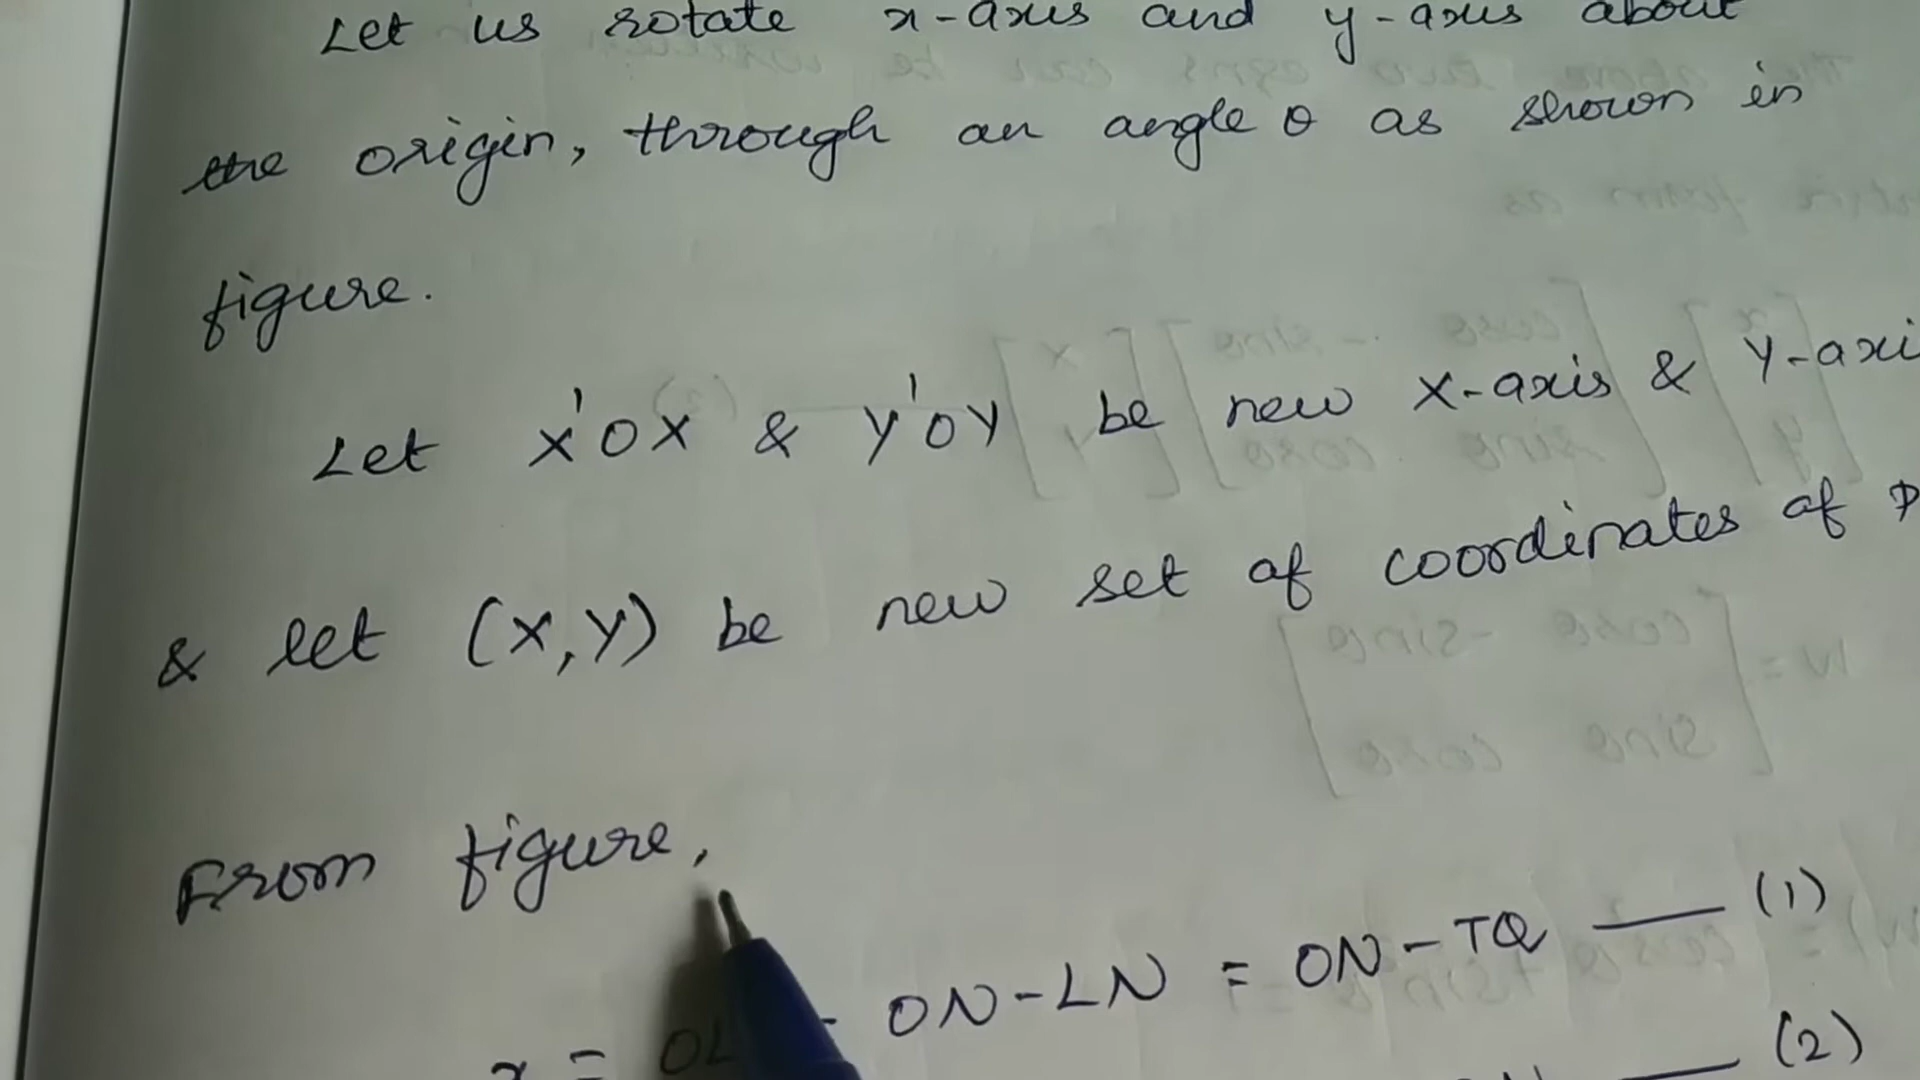 Let us rotate x-axis and y-axis about
the origin, through an angle θ as shown in
figure.
Let X'OX & Y'OY be new X-axis & Y-axi
& let (X,Y) be new set of coordinates of P
From figure,
x = OL = ON-LN = ON-TQ —— (1)
—— (2)